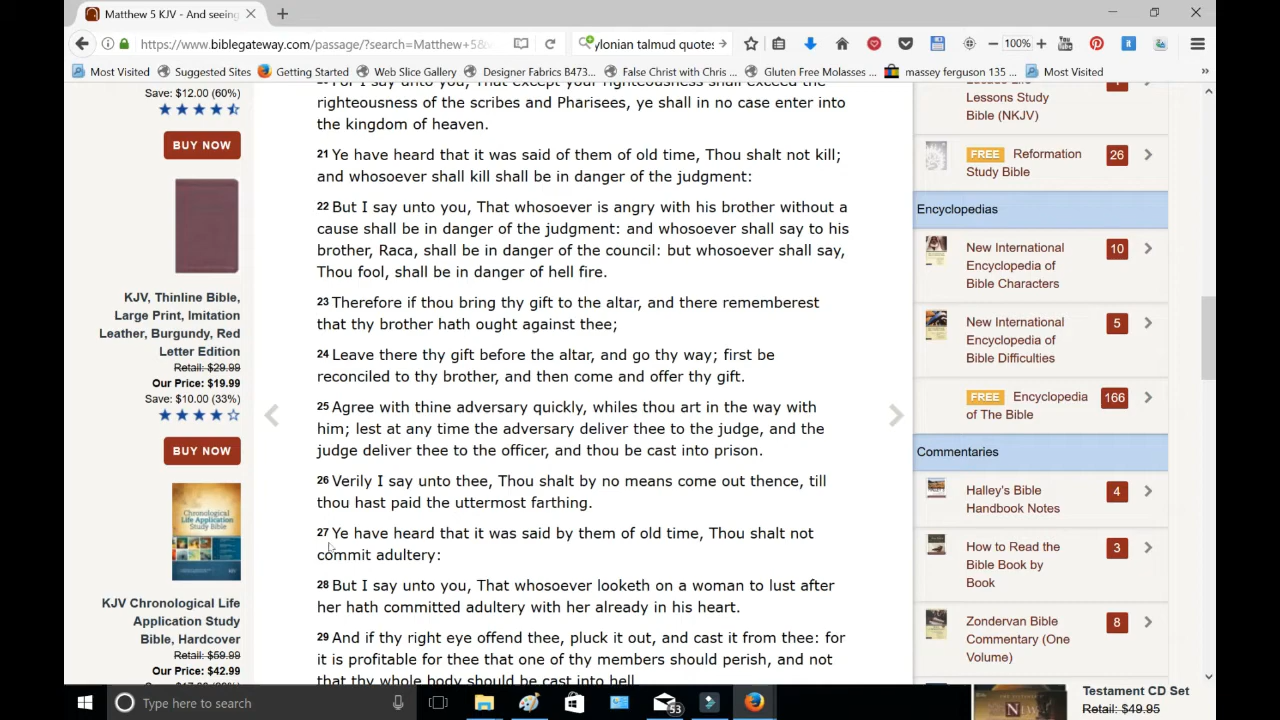 Matthew 5 KJV - And seeing
https://www.biblegateway.com/passage/?search=Matthew+5&
ylonian talmud quotes
100%
You Tube
Most Visited
Suggested Sites
Getting Started
Web Slice Gallery
Designer Fabrics B473...
False Christ with Chris ...
Gluten Free Molasses ...
massey ferguson 135 ...
Most Visited
Save: $12.00 (60%)
BUY NOW
KJV, Thinline Bible,
Large Print, Imitation
Leather, Burgundy, Red
Letter Edition
Retail: $29.99
Our Price: $19.99
Save: $10.00 (33%)
BUY NOW
Chronological
Life Application
Study Bible
KJV Chronological Life
Application Study
Bible, Hardcover
Retail: $59.99
Our Price: $42.99
righteousness of the scribes and Pharisees, ye shall in no case enter into
the kingdom of heaven.
21 Ye have heard that it was said of them of old time, Thou shalt not kill;
and whosoever shall kill shall be in danger of the judgment:
22 But I say unto you, That whosoever is angry with his brother without a
cause shall be in danger of the judgment: and whosoever shall say to his
brother, Raca, shall be in danger of the council: but whosoever shall say,
Thou fool, shall be in danger of hell fire.
23 Therefore if thou bring thy gift to the altar, and there rememberest
that thy brother hath ought against thee;
24 Leave there thy gift before the altar, and go thy way; first be
reconciled to thy brother, and then come and offer thy gift.
25 Agree with thine adversary quickly, whiles thou art in the way with
him; lest at any time the adversary deliver thee to the judge, and the
judge deliver thee to the officer, and thou be cast into prison.
26 Verily I say unto thee, Thou shalt by no means come out thence, till
thou hast paid the uttermost farthing.
27 Ye have heard that it was said by them of old time, Thou shalt not
commit adultery:
28 But I say unto you, That whosoever looketh on a woman to lust after
her hath committed adultery with her already in his heart.
29 And if thy right eye offend thee, pluck it out, and cast it from thee: for
it is profitable for thee that one of thy members should perish, and not
that thy whole body should be cast into hell
Lessons Study
Bible (NKJV)
FREE Reformation 26
Study Bible
Encyclopedias
New International 10
Encyclopedia of
Bible Characters
New International 5
Encyclopedia of
Bible Difficulties
FREE Encyclopedia 166
of The Bible
Commentaries
Halley's Bible 4
Handbook Notes
How to Read the 3
Bible Book by
Book
Zondervan Bible 8
Commentary (One
Volume)
Testament CD Set
Retail: $49.95
Type here to search
53